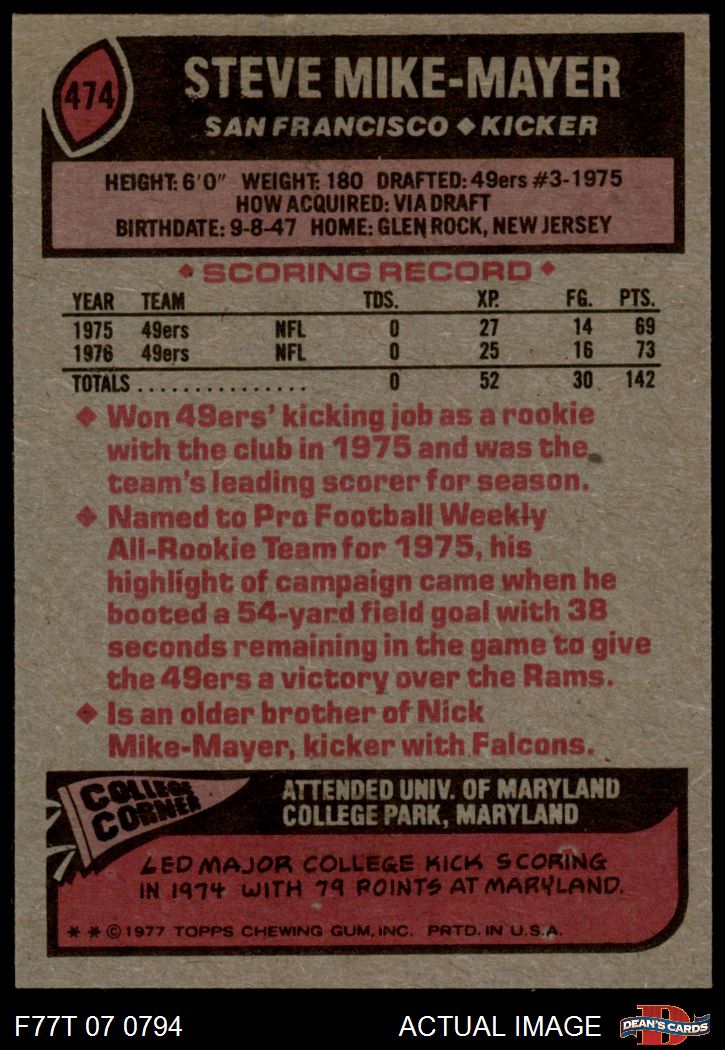 474
STEVE MIKE-MAYER
SAN FRANCISCO ◆ KICKER
HEIGHT: 6'0" WEIGHT: 180 DRAFTED: 49ers #3-1975
HOW ACQUIRED: VIA DRAFT
BIRTHDATE: 9-8-47 HOME: GLEN ROCK, NEW JERSEY
◆ SCORING RECORD ◆
YEAR TEAM TDS. XP. FG. PTS.
1975 49ers NFL 0 27 14 69
1976 49ers NFL 0 25 16 73
TOTALS ................ 0 52 30 142
◆ Won 49ers' kicking job as a rookie
with the club in 1975 and was the
team's leading scorer for season.
◆ Named to Pro Football Weekly
All-Rookie Team for 1975, his
highlight of campaign came when he
booted a 54-yard field goal with 38
seconds remaining in the game to give
the 49ers a victory over the Rams.
◆ Is an older brother of Nick
Mike-Mayer, kicker with Falcons.
COLLEGE
CORNER
ATTENDED UNIV. OF MARYLAND
COLLEGE PARK, MARYLAND
LED MAJOR COLLEGE KICK SCORING
IN 1974 WITH 79 POINTS AT MARYLAND.
* * © 1977 TOPPS CHEWING GUM, INC. PRTD. IN U.S.A.
F77T 07 0794 ACTUAL IMAGE
D
DEAN'S CARDS